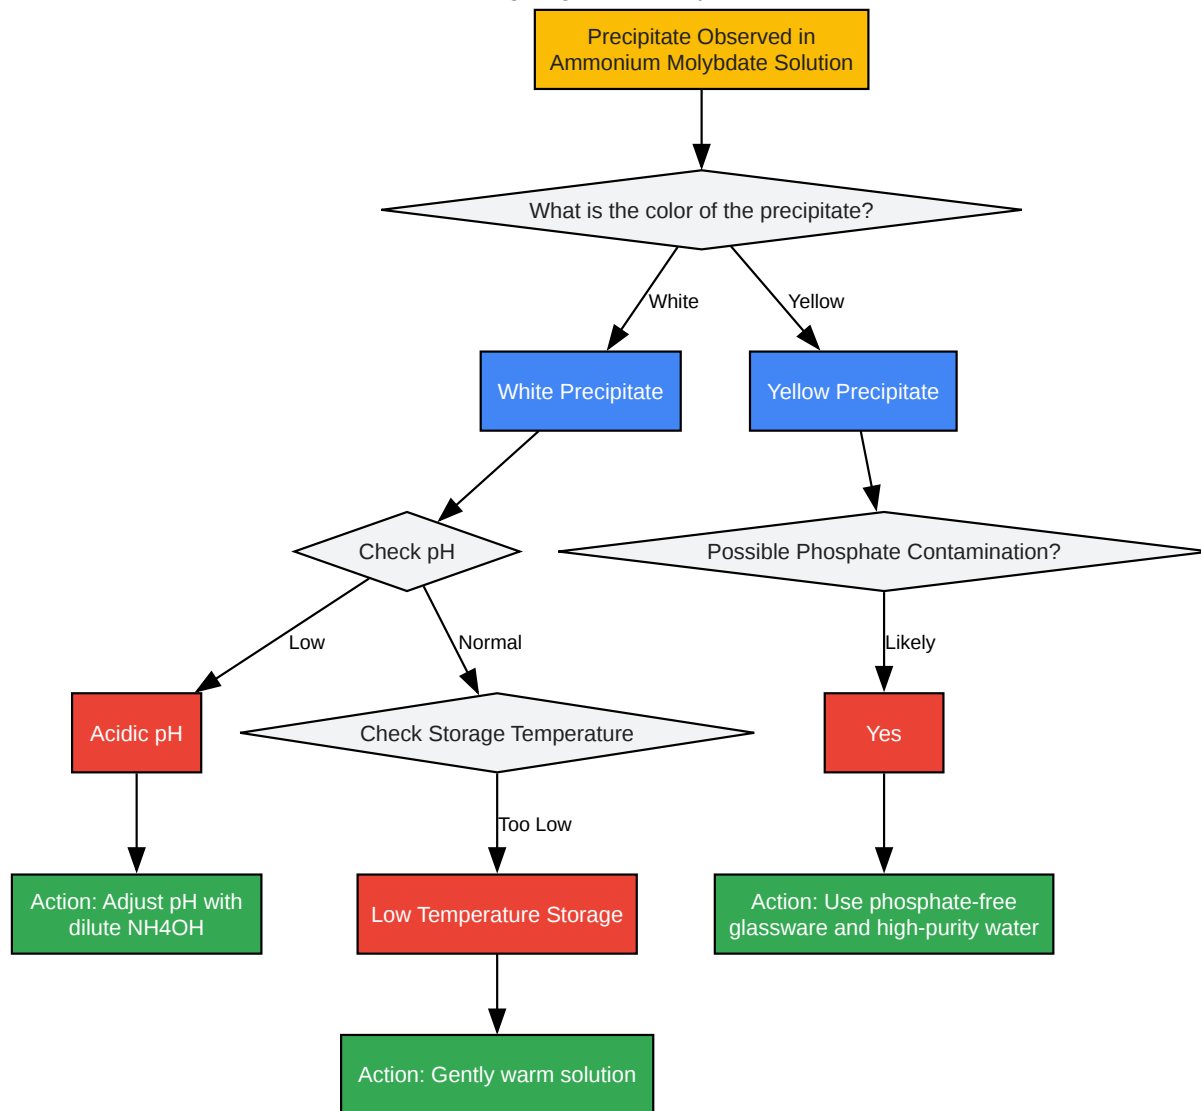 Precipitate Observed in
Ammonium Molybdate Solution
What is the color of the precipitate?
White
Yellow
White Precipitate
Yellow Precipitate
Check pH
Possible Phosphate Contamination?
Low
Normal
Likely
Acidic pH
Check Storage Temperature
Yes
Too Low
Action: Adjust pH with
dilute NH4OH
Low Temperature Storage
Action: Use phosphate-free
glassware and high-purity water
Action: Gently warm solution